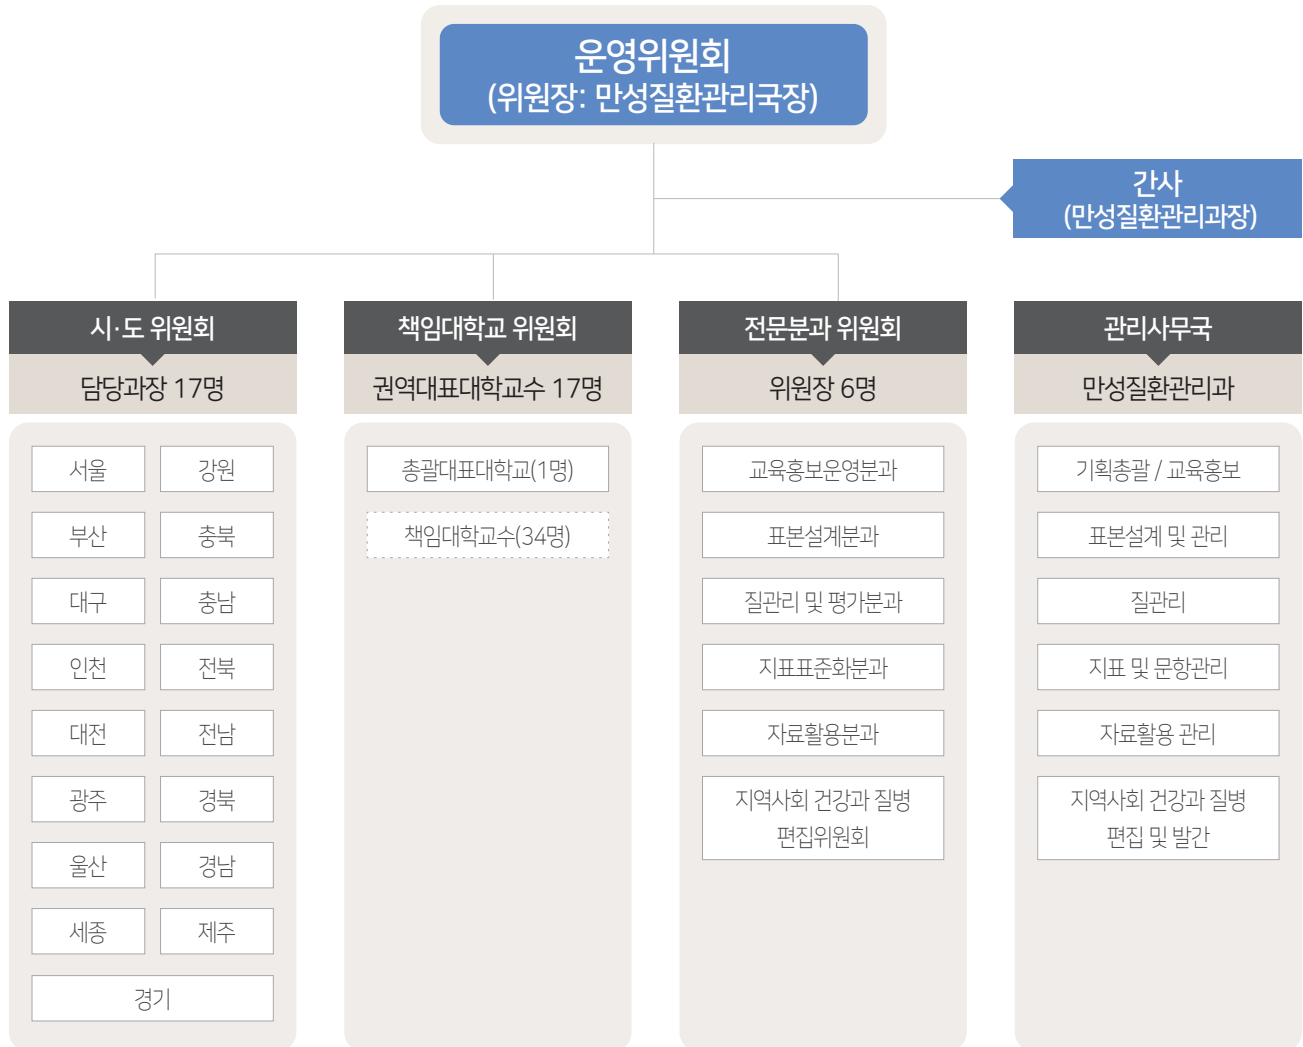 운영위원회
(위원장: 만성질환관리국장)
간사
(만성질환관리과장)
시·도 위원회
담당과장 17명
서울
강원
부산
충북
대구
충남
인천
전북
대전
전남
광주
경북
울산
경남
세종
제주
경기
책임대학교 위원회
권역대표대학교수 17명
총괄대표대학교(1명)
책임대학교수(34명)
전문분과 위원회
위원장 6명
교육홍보운영분과
표본설계분과
질관리 및 평가분과
지표표준화분과
자료활용분과
지역사회 건강과 질병
편집위원회
관리사무국
만성질환관리과
기획총괄 / 교육홍보
표본설계 및 관리
질관리
지표 및 문항관리
자료활용 관리
지역사회 건강과 질병
편집 및 발간